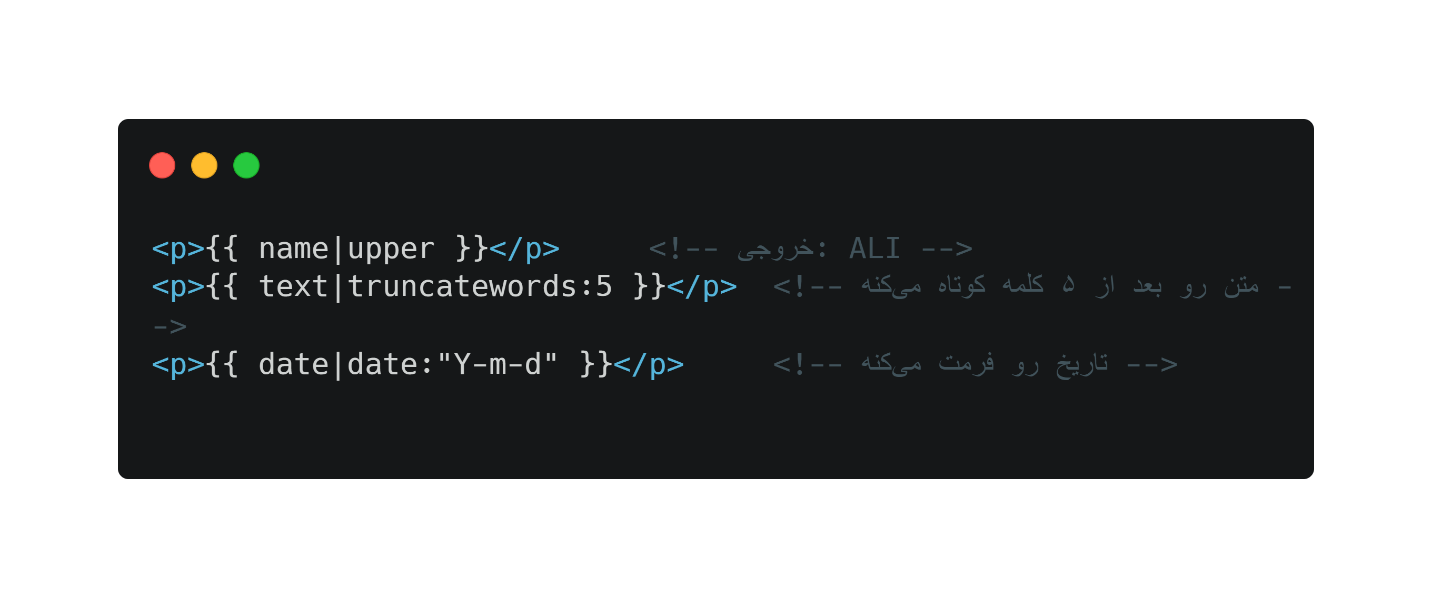 <p>{{ name|upper }}</p>     <!-- خروجی: ALI -->
<p>{{ text|truncatewords:5 }}</p>  <!-- متن رو بعد از ۵ کلمه کوتاه می‌کنه -
->
<p>{{ date|date:"Y-m-d" }}</p>     <!-- تاریخ رو فرمت می‌کنه -->